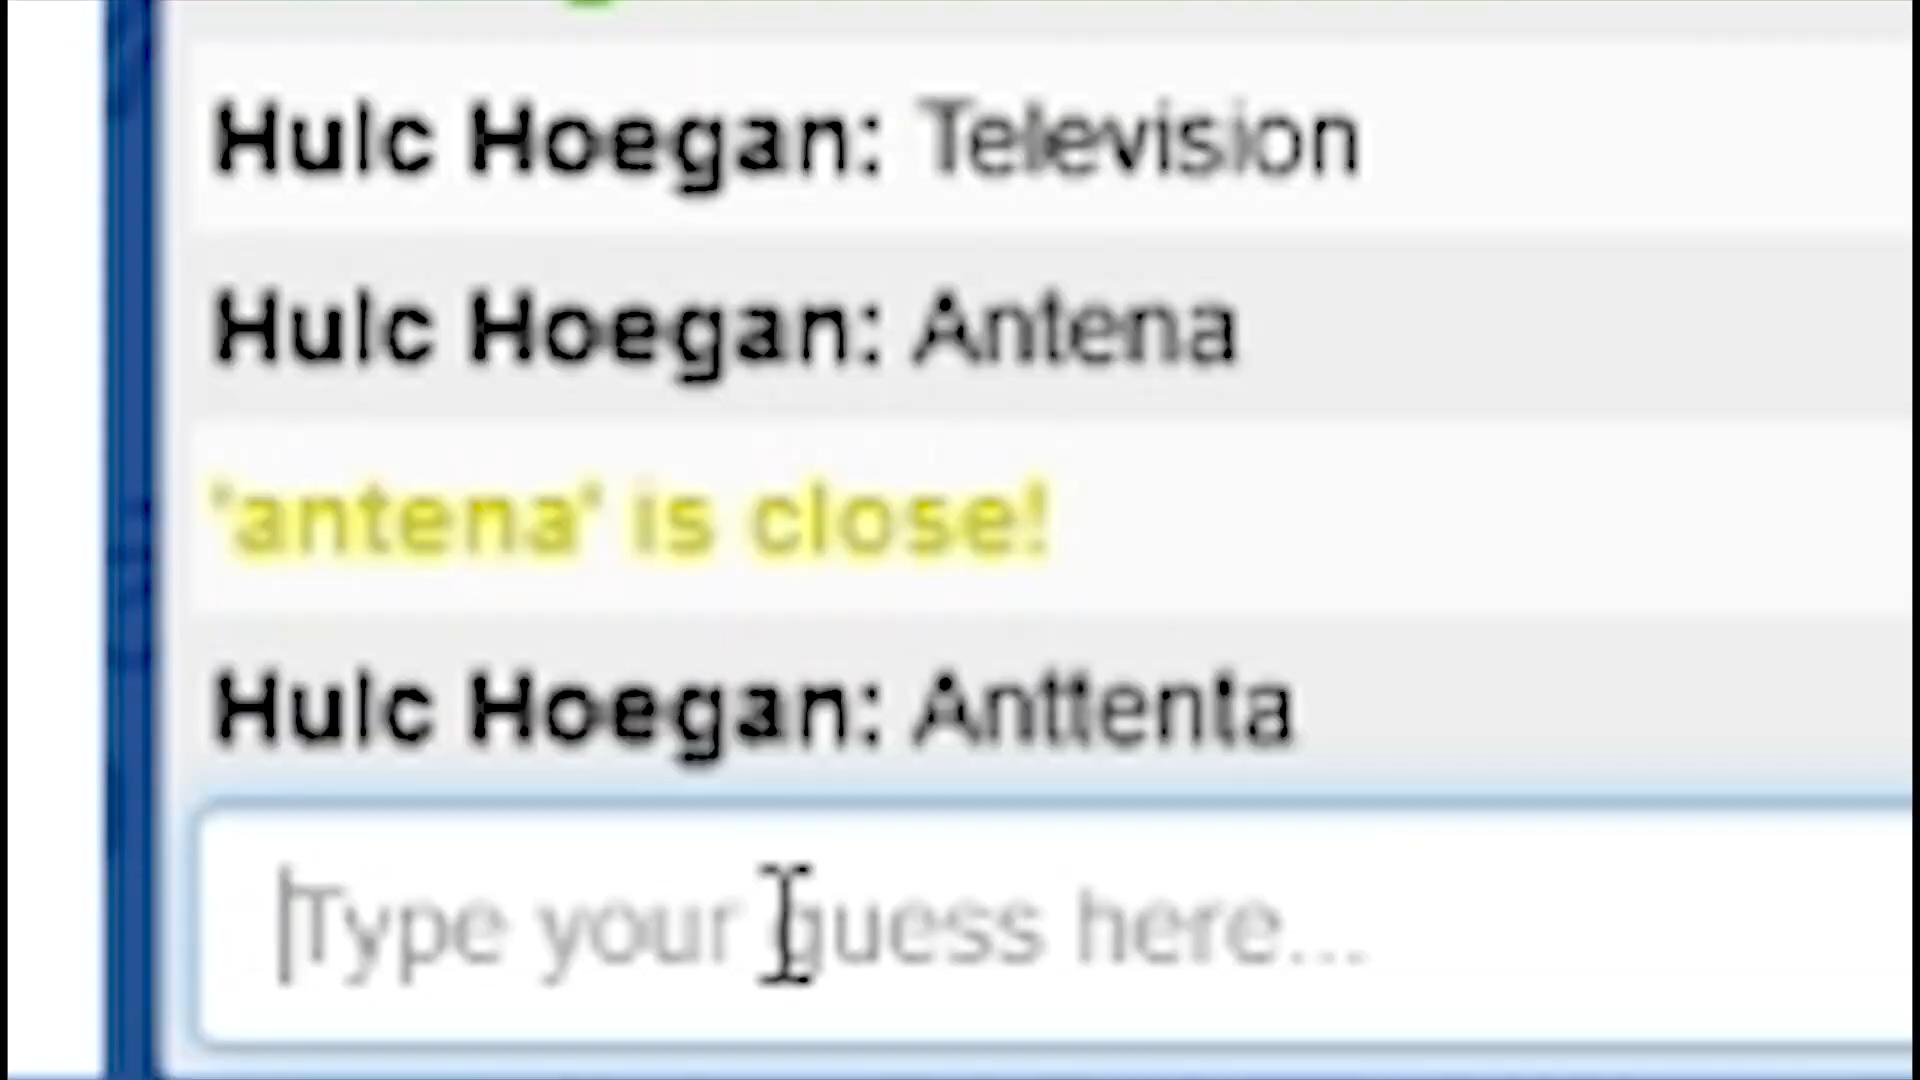 Hulc Hoegan: Television
Hulc Hoegan: Antena
'antena' is close!
Hulc Hoegan: Anttenta
Type your guess here...